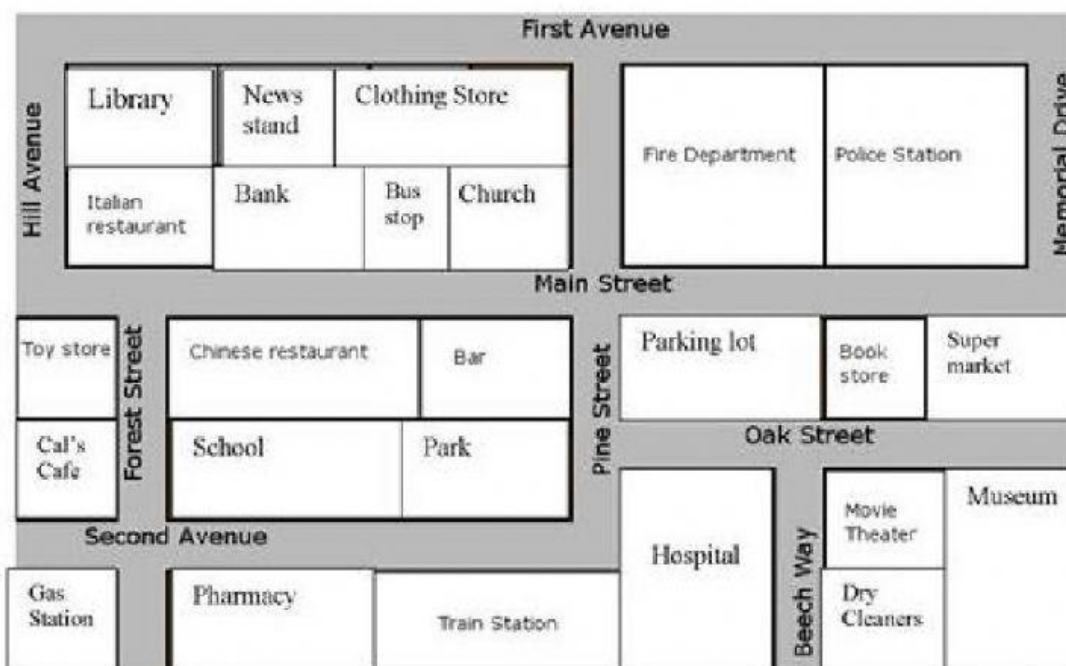 First Avenue
Hill Avenue
Library
News
stand
Clothing Store
Fire Department
Police Station
Memorial Drive
Italian
restaurant
Bank
Bus
stop
Church
Main Street
Toy store
Forest Street
Chinese restaurant
Bar
Pine Street
Parking lot
Book
store
Super
market
Cal's
Cafe
School
Park
Oak Street
Second Avenue
Hospital
Beech Way
Movie
Theater
Museum
Gas
Station
Pharmacy
Train Station
Dry
Cleaners